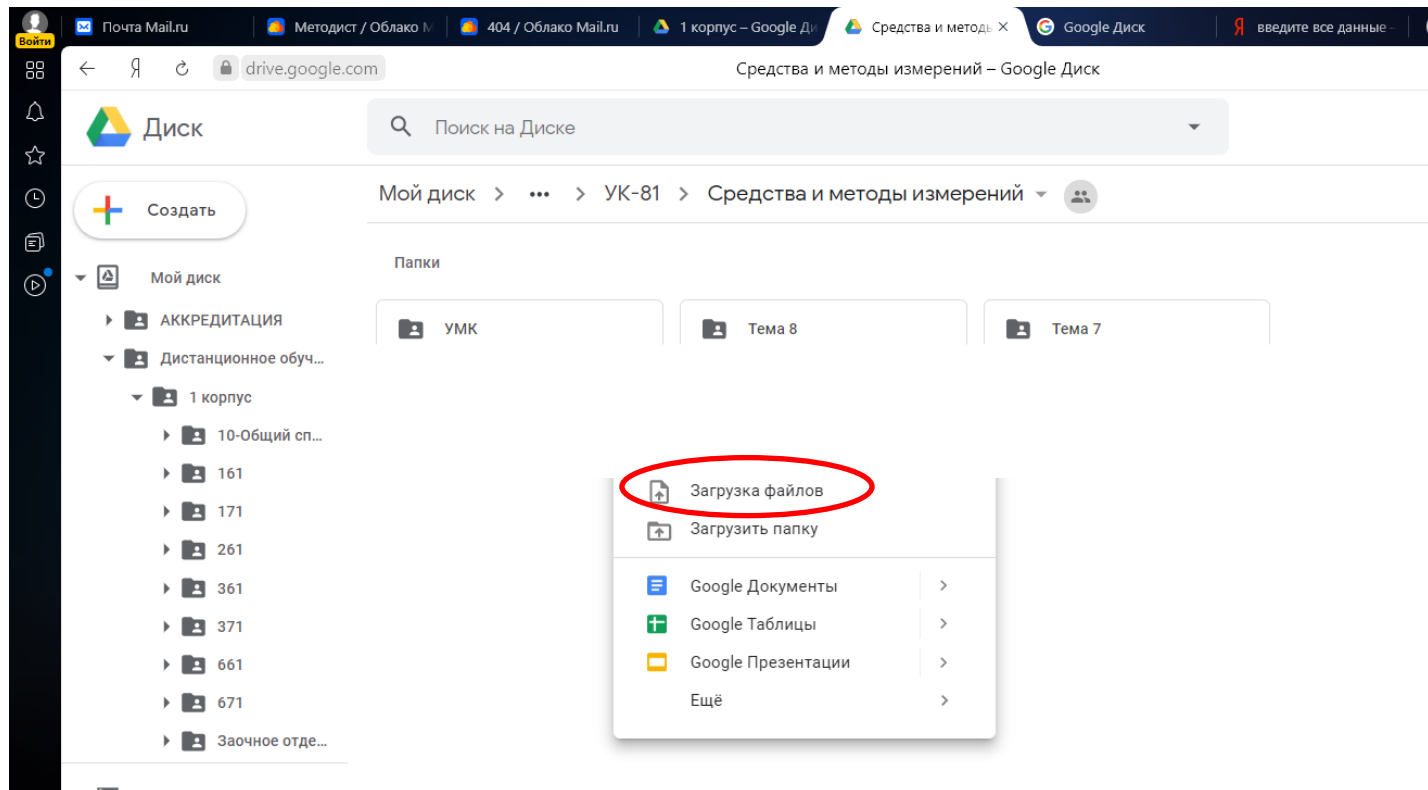 Войти
Почта Mail.ru
Методист / Облако М
404 / Облако Mail.ru
1 корпус – Google Ди
Средства и методы
Google Диск
введите все данные –
drive.google.com
Средства и методы измерений – Google Диск
Диск
Поиск на Диске
Создать
Мой диск > ••• > УК-81 > Средства и методы измерений
Папки
УМК
Тема 8
Тема 7
Мой диск
АККРЕДИТАЦИЯ
Дистанционное обуч...
1 корпус
10-Общий сп...
161
171
261
361
371
661
671
Заочное отде...
Загрузка файлов
Загрузить папку
Google Документы
Google Таблицы
Google Презентации
Ещё